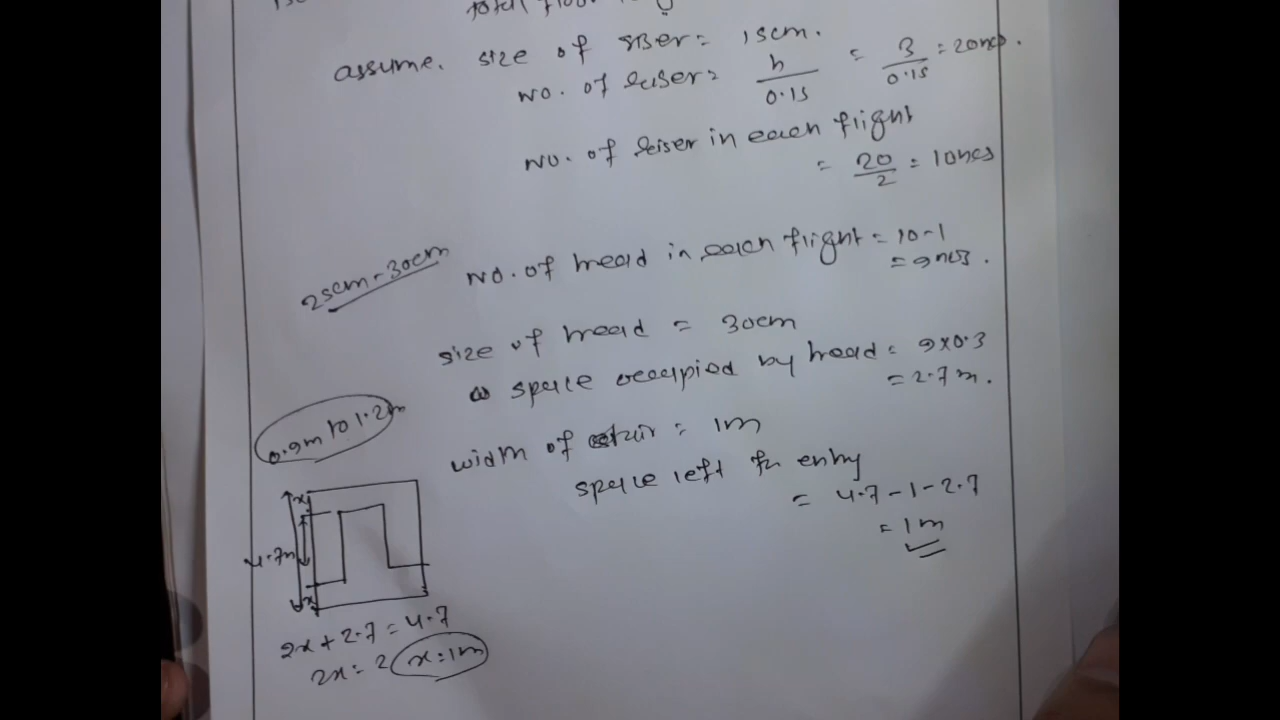 total floor
assume. size of riser = 15cm.
No. of riser = h/0.15 = 3/0.15 = 20nos.
No. of riser in each flight
= 20/2 = 10nos
25cm-30cm
No. of tread in each flight = 10-1
= 9nos.
size of tread = 30cm
space occupied by tread = 9x0.3
= 2.7m.
0.9m to 1.2m
width of stair = 1m
space left for entry
= 4.7-1-2.7
= 1m
x
4.7m
x
2x+2.7=4.7
2x=2 x=1m